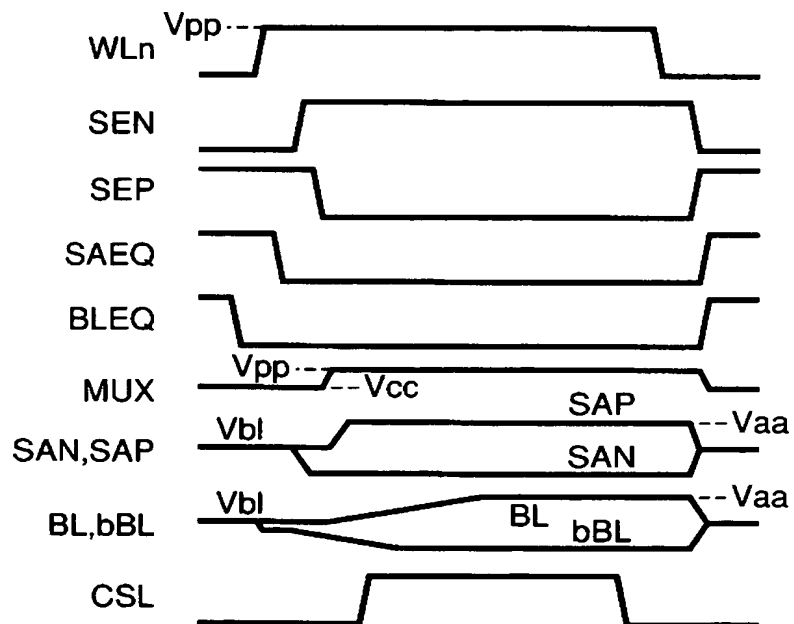 Vpp
WLn
SEN
SEP
SAEQ
BLEQ
Vpp
MUX
Vcc
SAP
Vaa
Vbl
SAN,SAP
SAN
Vbl
Vaa
BL,bBL
BL
bBL
CSL